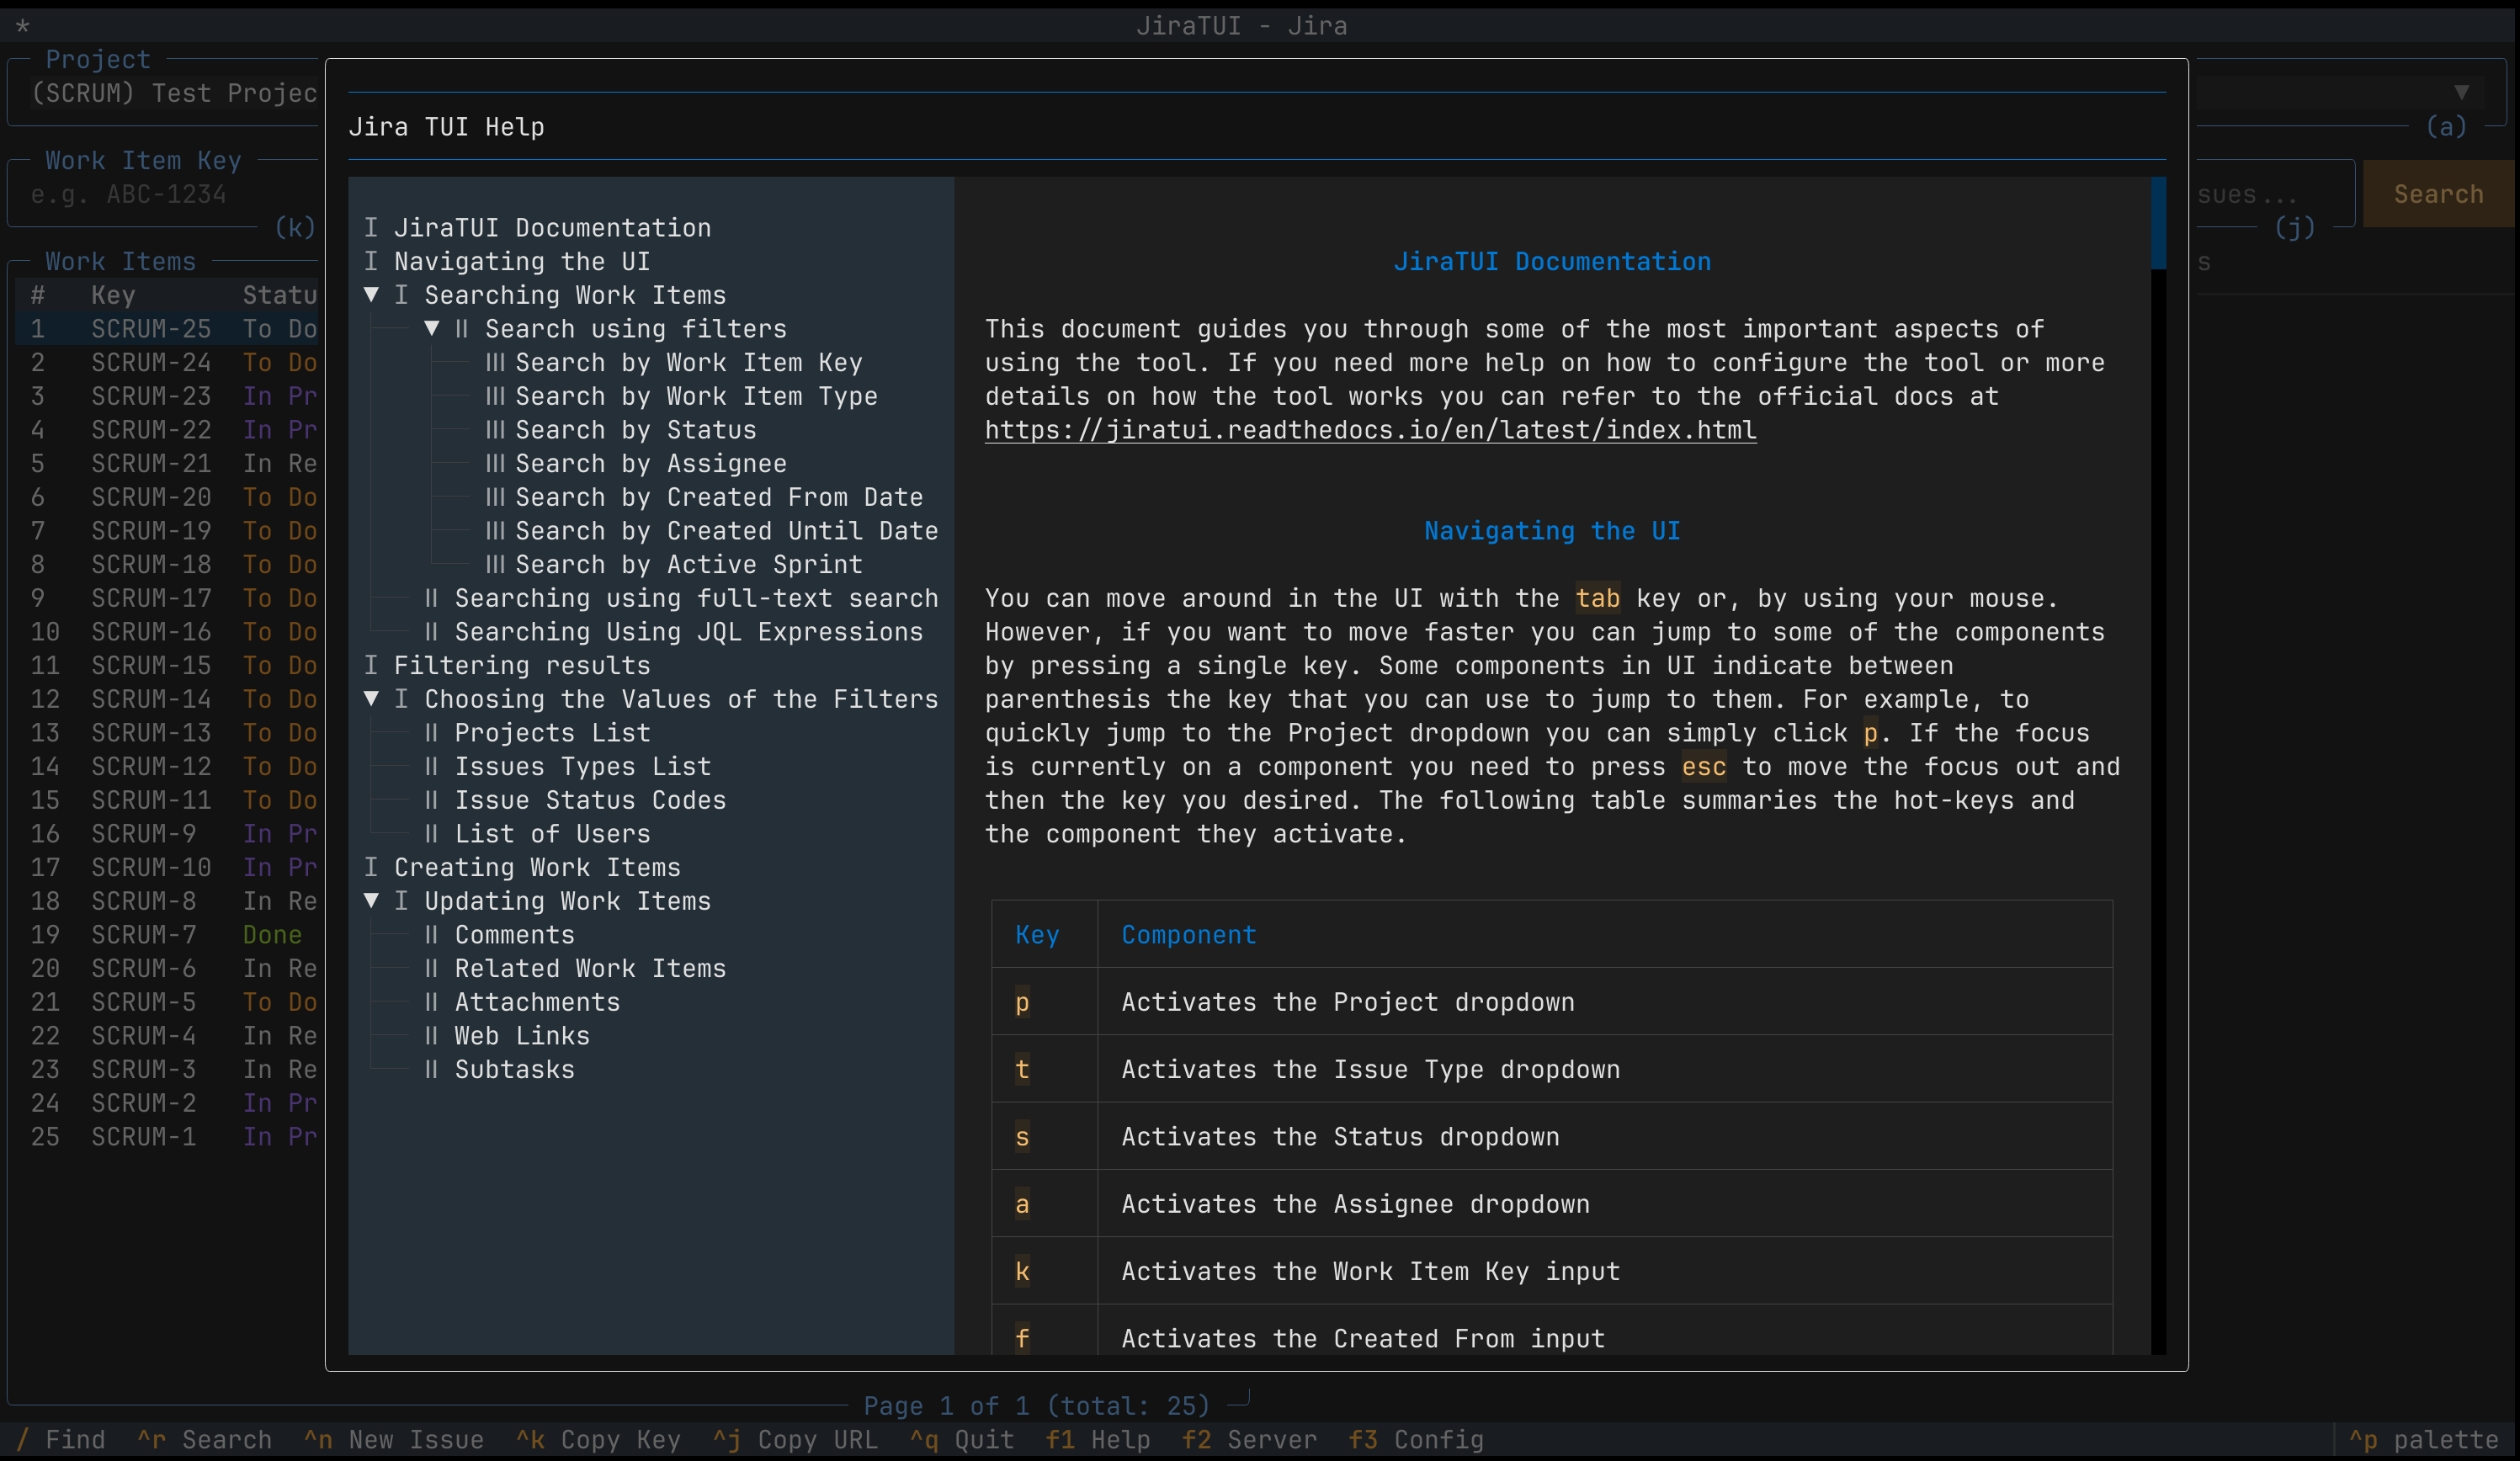 * JiraTUI - Jira
Project
(SCRUM) Test Projec ▼
(a)
Work Item Key
e.g. ABC-1234 sues... Search
(k) (j)
Work Items s
# Key Statu
1 SCRUM-25 To Do
2 SCRUM-24 To Do
3 SCRUM-23 In Pr
4 SCRUM-22 In Pr
5 SCRUM-21 In Re
6 SCRUM-20 To Do
7 SCRUM-19 To Do
8 SCRUM-18 To Do
9 SCRUM-17 To Do
10 SCRUM-16 To Do
11 SCRUM-15 To Do
12 SCRUM-14 To Do
13 SCRUM-13 To Do
14 SCRUM-12 To Do
15 SCRUM-11 To Do
16 SCRUM-9 In Pr
17 SCRUM-10 In Pr
18 SCRUM-8 In Re
19 SCRUM-7 Done
20 SCRUM-6 In Re
21 SCRUM-5 To Do
22 SCRUM-4 In Re
23 SCRUM-3 In Re
24 SCRUM-2 In Pr
25 SCRUM-1 In Pr
Jira TUI Help
I JiraTUI Documentation
I Navigating the UI
▼ I Searching Work Items
▼ II Search using filters
III Search by Work Item Key
III Search by Work Item Type
III Search by Status
III Search by Assignee
III Search by Created From Date
III Search by Created Until Date
III Search by Active Sprint
II Searching using full-text search
II Searching Using JQL Expressions
I Filtering results
▼ I Choosing the Values of the Filters
II Projects List
II Issues Types List
II Issue Status Codes
II List of Users
I Creating Work Items
▼ I Updating Work Items
II Comments
II Related Work Items
II Attachments
II Web Links
II Subtasks
JiraTUI Documentation
This document guides you through some of the most important aspects of
using the tool. If you need more help on how to configure the tool or more
details on how the tool works you can refer to the official docs at
https://jiratui.readthedocs.io/en/latest/index.html
Navigating the UI
You can move around in the UI with the tab key or, by using your mouse.
However, if you want to move faster you can jump to some of the components
by pressing a single key. Some components in UI indicate between
parenthesis the key that you can use to jump to them. For example, to
quickly jump to the Project dropdown you can simply click p. If the focus
is currently on a component you need to press esc to move the focus out and
then the key you desired. The following table summaries the hot-keys and
the component they activate.
Key Component
p Activates the Project dropdown
t Activates the Issue Type dropdown
s Activates the Status dropdown
a Activates the Assignee dropdown
k Activates the Work Item Key input
f Activates the Created From input
Page 1 of 1 (total: 25)
/ Find ^r Search ^n New Issue ^k Copy Key ^j Copy URL ^q Quit f1 Help f2 Server f3 Config ^p palette